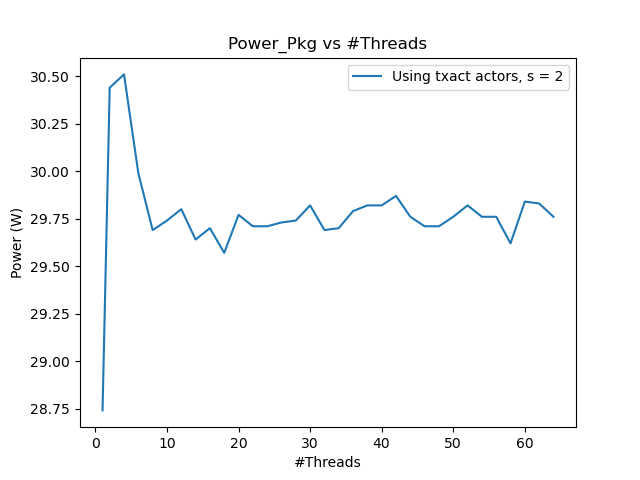 Power_Pkg vs #Threads
Using txact actors, s = 2
30.50
30.25
30.00
29.75
29.50
29.25
29.00
28.75
Power (W)
0 10 20 30 40 50 60
#Threads